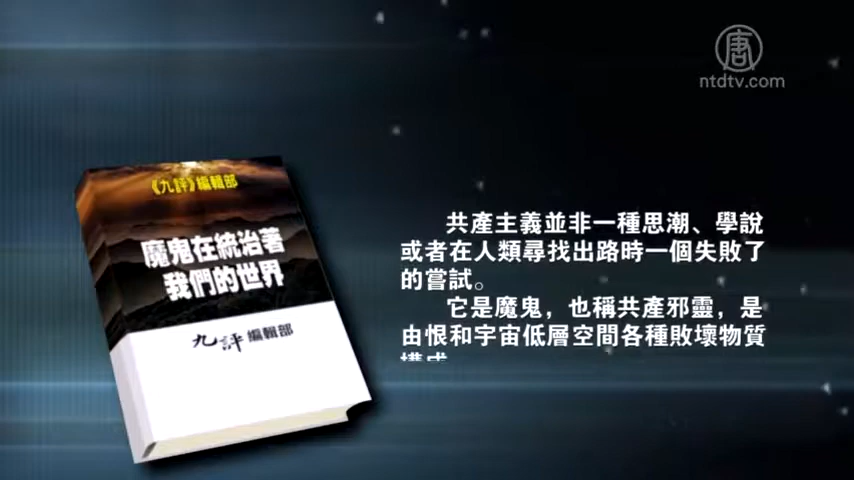 唐
ntdtv.com
《九評》編輯部
魔鬼在統治著
我們的世界
九評 編輯部
共產主義並非一種思潮、學說
或者在人類尋找出路時一個失敗了
的嘗試。
它是魔鬼，也稱共產邪靈，是
由恨和宇宙低層空間各種敗壞物質